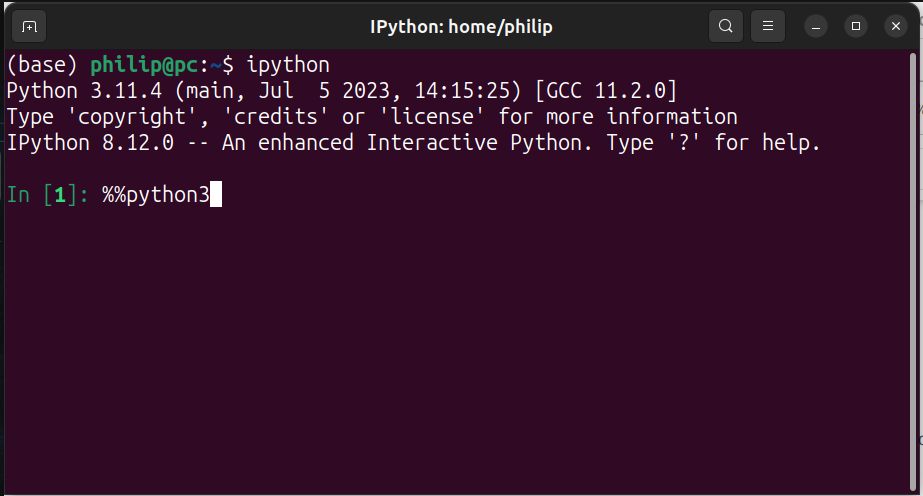 IPython: home/philip
(base) philip@pc:~$ ipython
Python 3.11.4 (main, Jul  5 2023, 14:15:25) [GCC 11.2.0]
Type 'copyright', 'credits' or 'license' for more information
IPython 8.12.0 -- An enhanced Interactive Python. Type '?' for help.
In [1]: %%python3